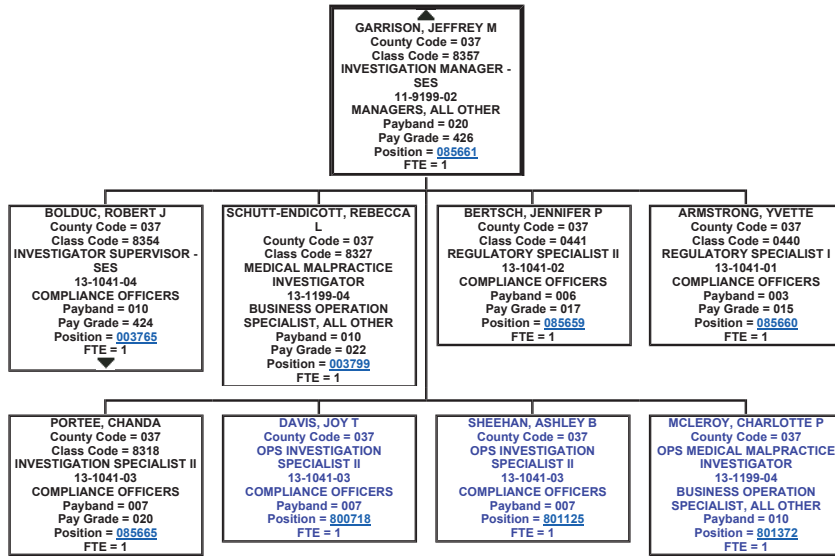 GARRISON, JEFFREY M
County Code = 037
Class Code = 8357
INVESTIGATION MANAGER -
SES
11-9199-02
MANAGERS, ALL OTHER
Payband = 020
Pay Grade = 426
Position = 085661
FTE = 1
BOLDUC, ROBERT J
County Code = 037
Class Code = 8354
INVESTIGATOR SUPERVISOR -
SES
13-1041-04
COMPLIANCE OFFICERS
Payband = 010
Pay Grade = 424
Position = 003765
FTE = 1
SCHUTT-ENDICOTT, REBECCA
L
County Code = 037
Class Code = 8327
MEDICAL MALPRACTICE
INVESTIGATOR
13-1199-04
BUSINESS OPERATION
SPECIALIST, ALL OTHER
Payband = 010
Pay Grade = 022
Position = 003799
FTE = 1
BERTSCH, JENNIFER P
County Code = 037
Class Code = 0441
REGULATORY SPECIALIST II
13-1041-02
COMPLIANCE OFFICERS
Payband = 006
Pay Grade = 017
Position = 085659
FTE = 1
ARMSTRONG, YVETTE
County Code = 037
Class Code = 0440
REGULATORY SPECIALIST I
13-1041-01
COMPLIANCE OFFICERS
Payband = 003
Pay Grade = 015
Position = 085660
FTE = 1
PORTEE, CHANDA
County Code = 037
Class Code = 8318
INVESTIGATION SPECIALIST II
13-1041-03
COMPLIANCE OFFICERS
Payband = 007
Pay Grade = 020
Position = 085665
FTE = 1
DAVIS, JOY T
County Code = 037
OPS INVESTIGATION
SPECIALIST II
13-1041-03
COMPLIANCE OFFICERS
Payband = 007
Position = 800718
FTE = 1
SHEEHAN, ASHLEY B
County Code = 037
OPS INVESTIGATION
SPECIALIST II
13-1041-03
COMPLIANCE OFFICERS
Payband = 007
Position = 801125
FTE = 1
MCLEROY, CHARLOTTE P
County Code = 037
OPS MEDICAL MALPRACTICE
INVESTIGATOR
13-1199-04
BUSINESS OPERATION
SPECIALIST, ALL OTHER
Payband = 010
Position = 801372
FTE = 1